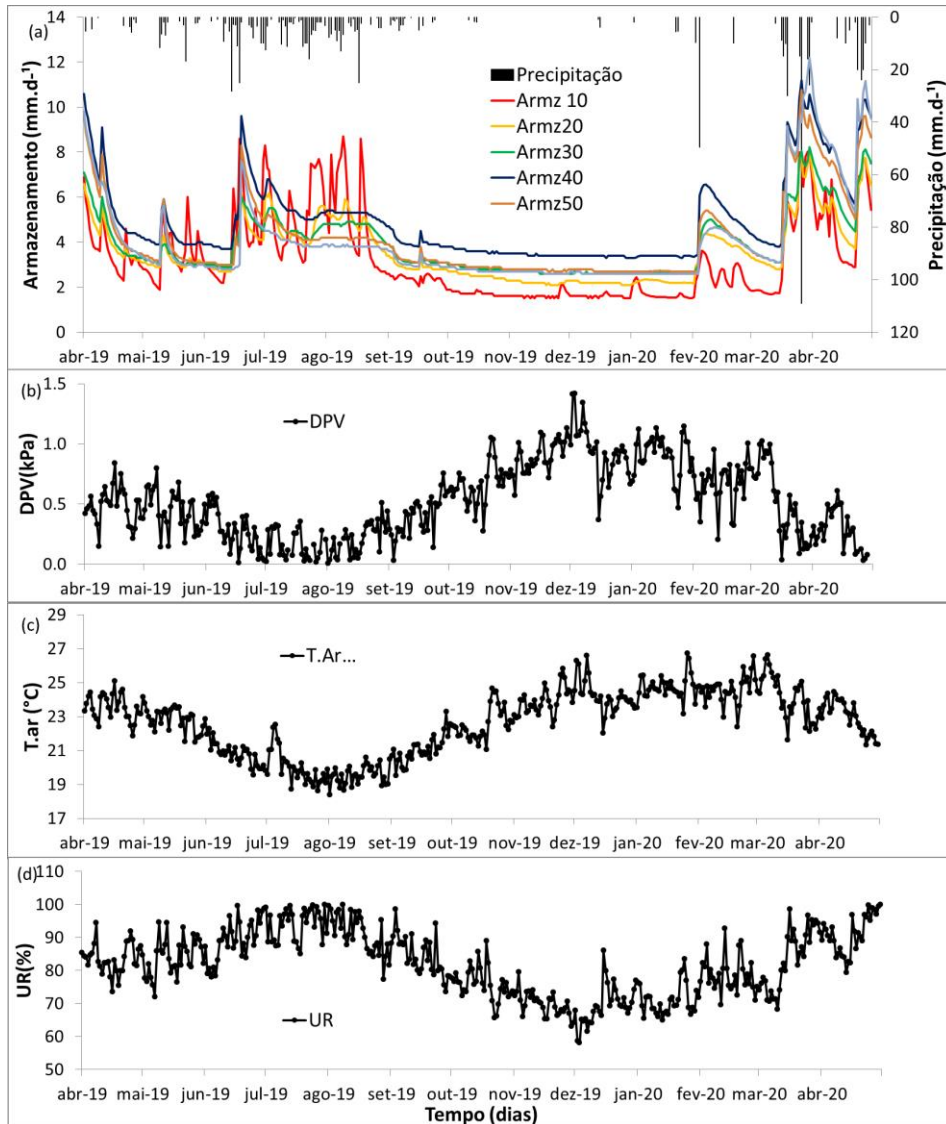 (a)
Armazenamento (mm.d-¹)
14
12
10
8
6
4
2
0
Precipitação
Armz 10
Armz20
Armz30
Armz40
Armz50
0
20
40
60
80
100
120
Precipitação (mm.d-¹)
abr-19 mai-19 jun-19 jul-19 ago-19 set-19 out-19 nov-19 dez-19 jan-20 fev-20 mar-20 abr-20
(b)
DPV(kPa)
1.5
1.0
0.5
0.0
DPV
abr-19 mai-19 jun-19 jul-19 ago-19 set-19 out-19 nov-19 dez-19 jan-20 fev-20 mar-20 abr-20
(c)
T.ar (°C)
29
27
25
23
21
19
17
T.Ar...
abr-19 mai-19 jun-19 jul-19 ago-19 set-19 out-19 nov-19 dez-19 jan-20 fev-20 mar-20 abr-20
(d)
UR(%)
110
100
90
80
70
60
50
UR
abr-19 mai-19 jun-19 jul-19 ago-19 set-19 out-19 nov-19 dez-19 jan-20 fev-20 mar-20 abr-20
Tempo (dias)